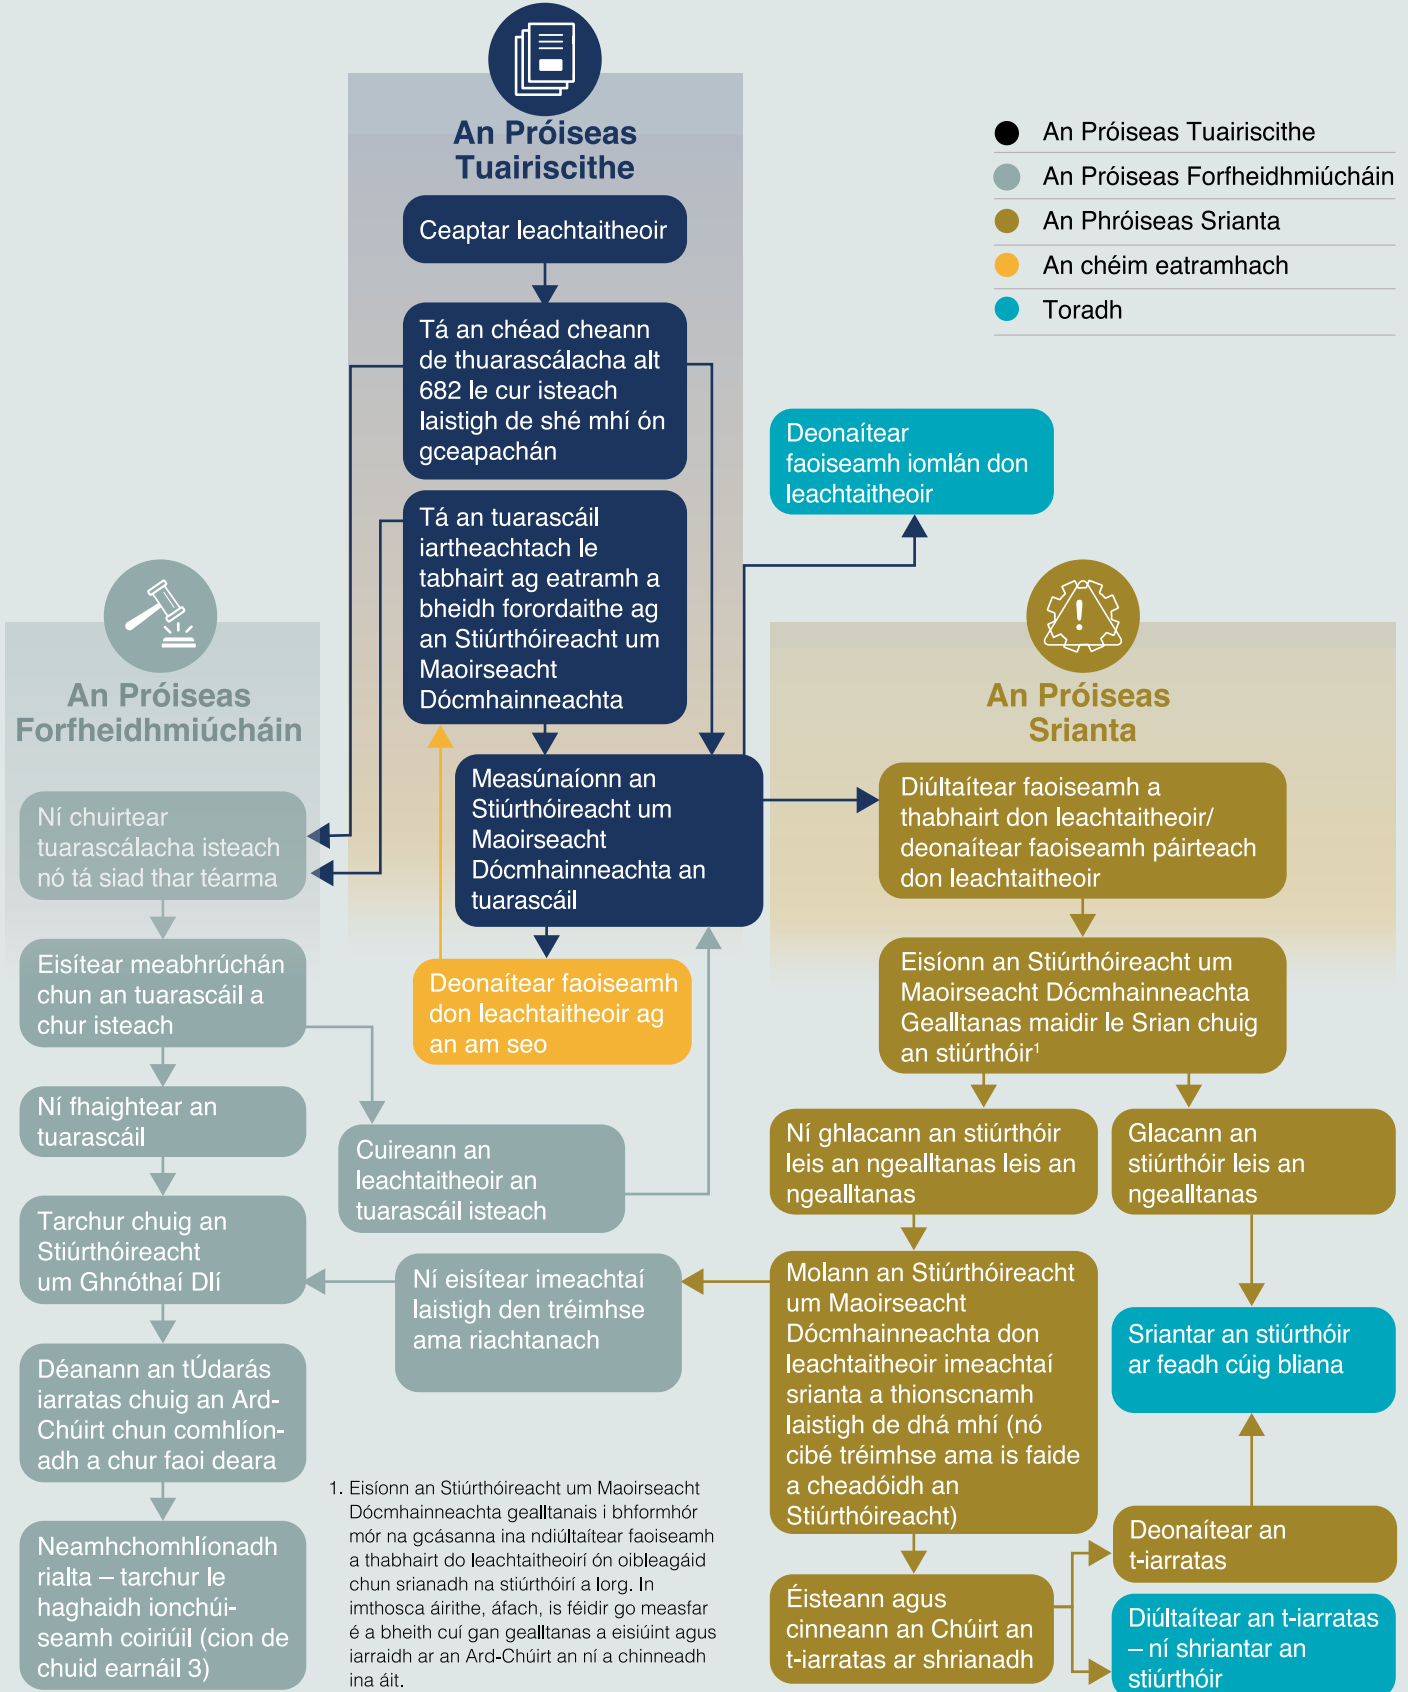 An Próiseas
Tuairiscithe
An Próiseas Tuairiscithe
An Próiseas Forfheidhmiúcháin
An Phróiseas Srianta
An chéim eatramhach
Toradh
Ceaptar leachtaitheoir
Tá an chéad cheann
de thuarascálacha alt
682 le cur isteach
laistigh de shé mhí ón
gceapachán
Deonaítear
faoiseamh iomlán don
leachtaitheoir
Tá an tuarascáil
iartheachtach le
tabhairt ag eatramh a
bheidh forordaithe ag
an Stiúrthóireacht um
Maoirseacht
Dócmhainneachta
An Próiseas
Forfheidhmiúcháin
An Próiseas
Srianta
Measúnaíonn an
Stiúrthóireacht um
Maoirseacht
Dócmhainneachta an
tuarascáil
Diúltaítear faoiseamh a
thabhairt don leachtaitheoir/
deonaítear faoiseamh páirteach
don leachtaitheoir
Ní chuirtear
tuarascálacha isteach
nó tá siad thar téarma
Eisítear meabhrúchán
chun an tuarascáil a
chur isteach
Deonaítear faoiseamh
don leachtaitheoir ag
an am seo
Eisíonn an Stiúrthóireacht um
Maoirseacht Dócmhainneachta
Gealltanas maidir le Srian chuig
an stiúrthóir1
Ní fhaightear an
tuarascáil
Cuireann an
leachtaitheoir an
tuarascáil isteach
Ní ghlacann an stiúrthóir
leis an ngealltanas leis an
ngealltanas
Glacann an
stiúrthóir leis an
ngealltanas
Tarchur chuig an
Stiúrthóireacht
um Ghnóthaí Dlí
Ní eisítear imeachtaí
laistigh den tréimhse
ama riachtanach
Molann an Stiúrthóireacht
um Maoirseacht
Dócmhainneachta don
leachtaitheoir imeachtaí
srianta a thionscnamh
laistigh de dhá mhí (nó
cibé tréimhse ama is faide
a cheadóidh an
Stiúrthóireacht)
Sriantar an stiúrthóir
ar feadh cúig bliana
Déanann an tÚdarás
iarratas chuig an Ard-
Chúirt chun comhlíon-
adh a chur faoi deara
Neamhchomhlíonadh
rialta – tarchur le
haghaidh ionchúi-
seamh coiriúil (cion de
chuid earnáil 3)
1. Eisíonn an Stiúrthóireacht um Maoirseacht
Dócmhainneachta gealltanais i bhformhór
mór na gcásanna ina ndiúltaítear faoiseamh
a thabhairt do leachtaitheoirí ón oibleagáid
chun srianadh na stiúrthóirí a lorg. In
imthosca áirithe, áfach, is féidir go measfar
é a bheith cuí gan gealltanas a eisiúint agus
iarraidh ar an Ard-Chúirt an ní a chinneadh
ina áit.
Éisteann agus
cinneann an Chúirt an
t-iarratas ar shrianadh
Deonaítear an
t-iarratas
Diúltaítear an t-iarratas
– ní shriantar an
stiúrthóir